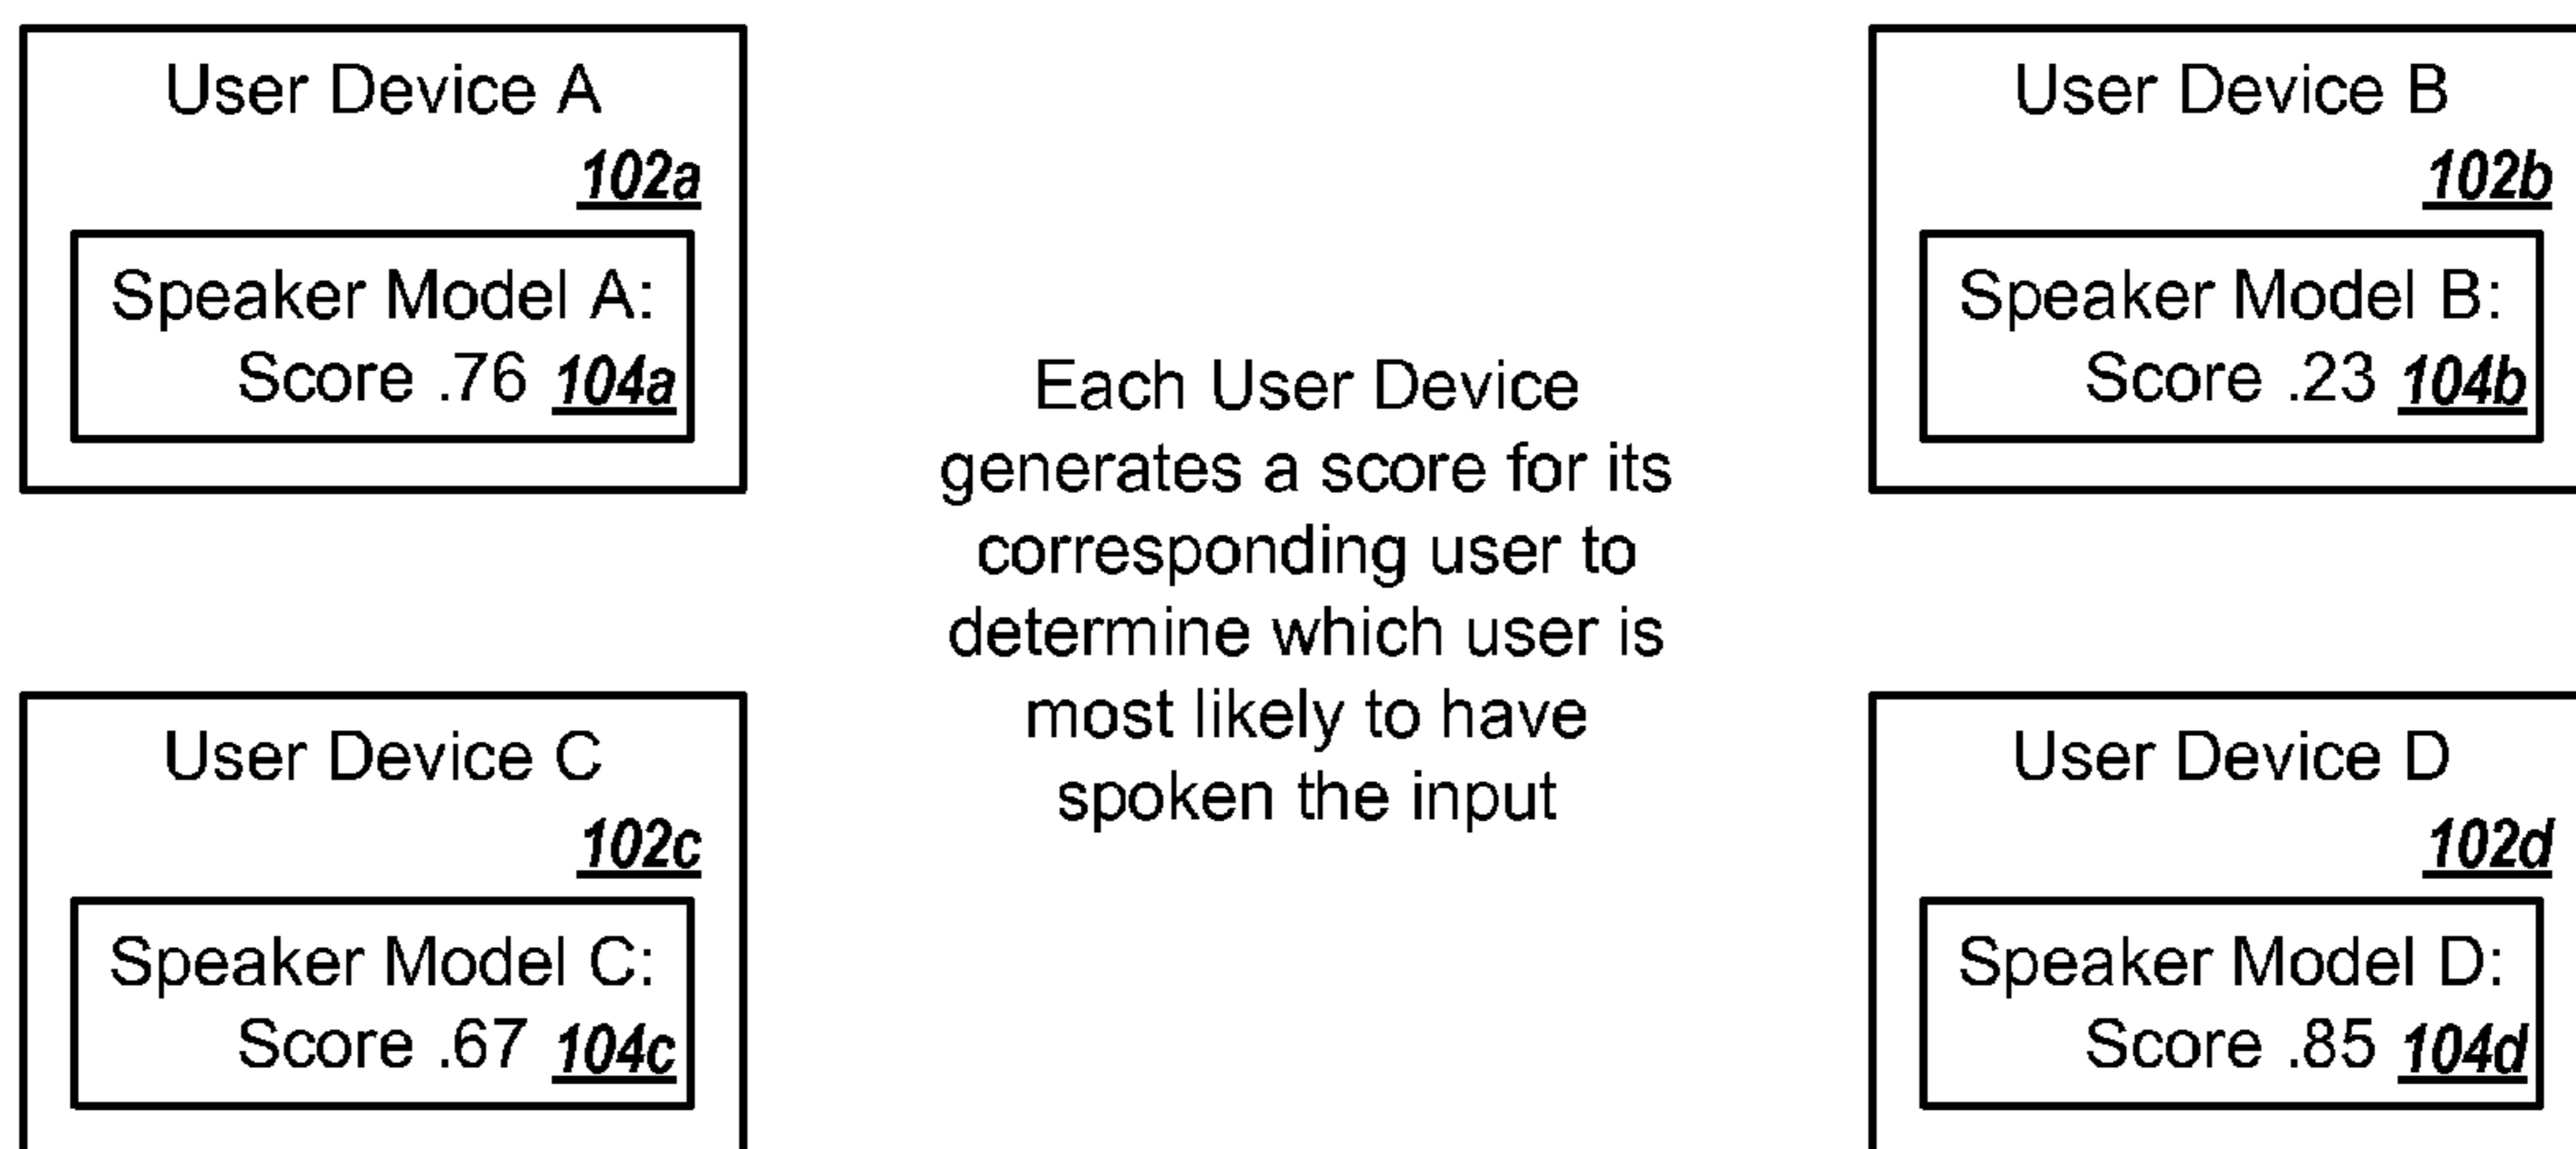 User Device A
102a
Speaker Model A:
Score .76 104a
User Device B
102b
Speaker Model B:
Score .23 104b
Each User Device
generates a score for its
corresponding user to
determine which user is
most likely to have
spoken the input
User Device C
102c
Speaker Model C:
Score .67 104c
User Device D
102d
Speaker Model D:
Score .85 104d